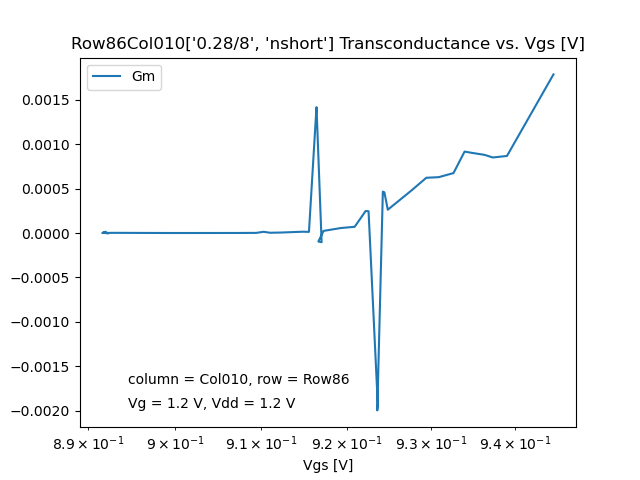 Row86Col010['0.28/8', 'nshort'] Transconductance vs. Vgs [V]
Gm
0.0015
0.0010
0.0005
0.0000
−0.0005
−0.0010
−0.0015
−0.0020
column = Col010, row = Row86
Vg = 1.2 V, Vdd = 1.2 V
8.9 × 10⁻¹ 9 × 10⁻¹ 9.1 × 10⁻¹ 9.2 × 10⁻¹ 9.3 × 10⁻¹ 9.4 × 10⁻¹
Vgs [V]